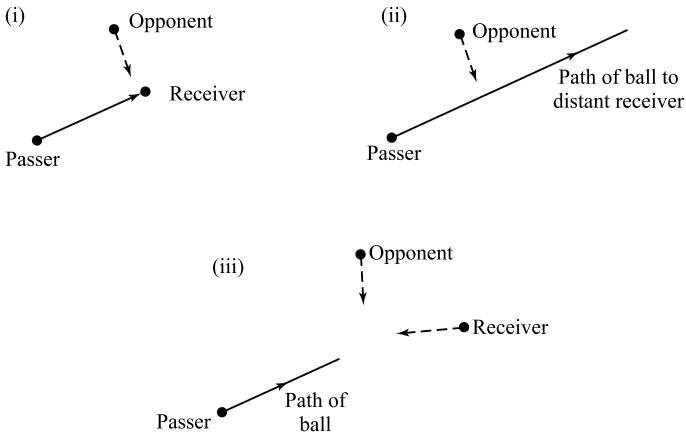 (i)
Opponent
Receiver
Passer
(ii)
Opponent
Path of ball to
distant receiver
Passer
(iii)
Opponent
Receiver
Path of
ball
Passer